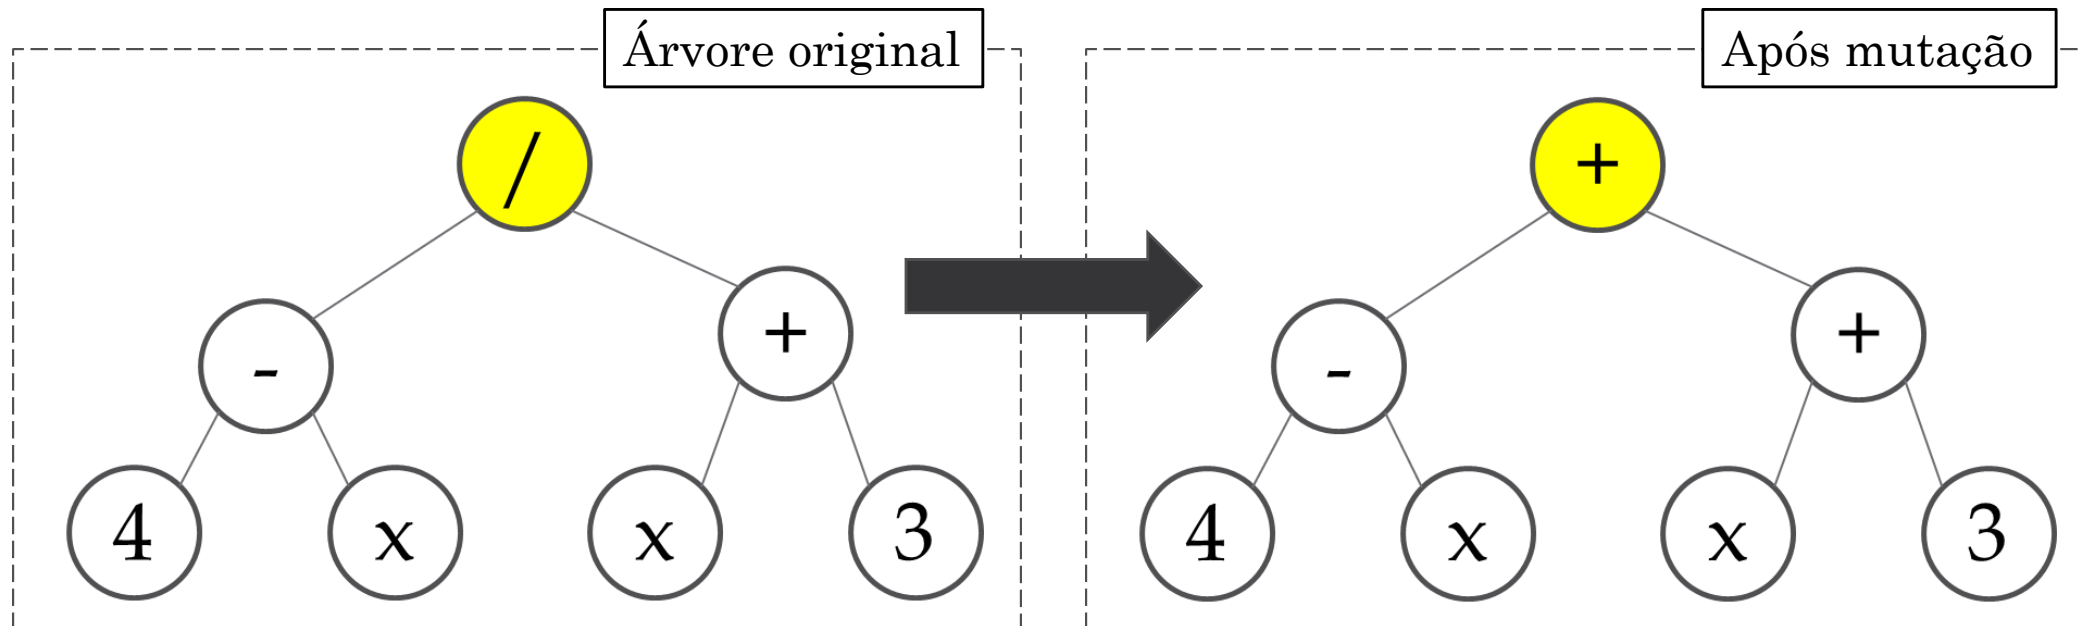 Árvore original
/
- +
4 x x 3
Após mutação
+
- +
4 x x 3